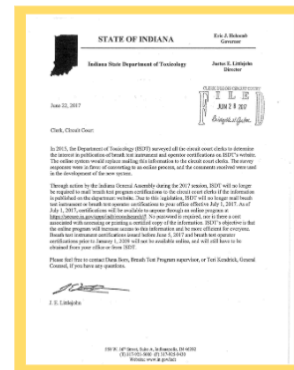 STATE OF INDIANA
Eric J. Holcomb
Governor
Indiana State Department of Toxicology
Director
FILE
JUN 2 2017
June 22, 2017
Clerk, Circuit Court:
In 2013, the Department of Toxicology (ISDT) surveyed all the circuit court clerks to determine
the interest in publication of breath test instrument and operator certifications on ISDT's website.
The online system would replace mailing this information to the circuit court clerks. The survey
responses were in favor of converting to an online process, and the comments received were used
in the development of the new system.
Through action by the Indiana General Assembly during the 2017 session, ISDT will no longer
be required to mail breath test program certifications to the circuit court clerks if the information
is published on the department website. Due to this legislation, ISDT will no longer mail breath
test instrument or breath test operator certifications to your office effective July 1, 2017. As of
July 1, 2017, certifications will be available to anyone through an online program at
No password is required, nor is there a cost
associated with accessing or printing a certified copy of the information. ISDT's objective is that
the online program will increase access to this information and be more efficient for everyone.
Breath test instrument certifications issued before June 5, 2017 and breath test operator
certifications prior to January 1, 2009 will not be available online, and will still have to be
obtained from your office or from ISDT.
Please feel free to contact Breath Test Program supervisor, or General
Counsel, if you have any questions.